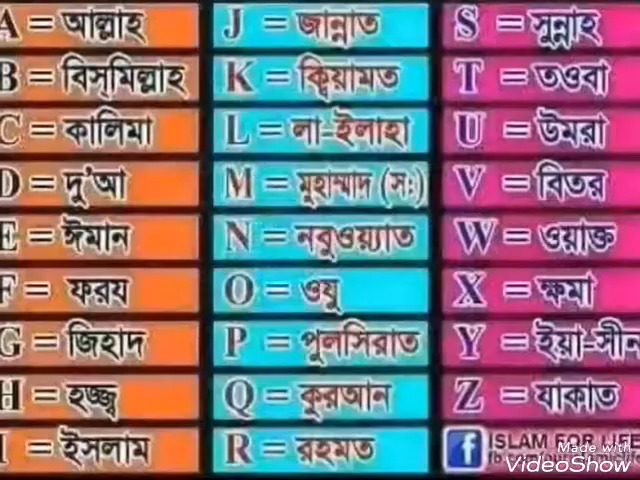 A = আল্লাহ
B = বিস্মিল্লাহ
C = কালিমা
D = দু'আ
E = ঈমান
F = ফরয
G = জিহাদ
H = হজ্জ্ব
I = ইসলাম
J = জান্নাত
K = ক্বিয়ামত
L = লা-ইলাহা
M = মুহাম্মাদ (স:)
N = নবুওয়্যাত
O = ওযু
P = পুলসিরাত
Q = কুরআন
R = রহমত
S = সুন্নাহ
T = তওবা
U = উমরা
V = বিতর
W = ওয়াক্ত
X = ক্ষমা
Y = ইয়া-সীন
Z = যাকাত
f ISLAM FOR LIFE
Made with
VideoShow